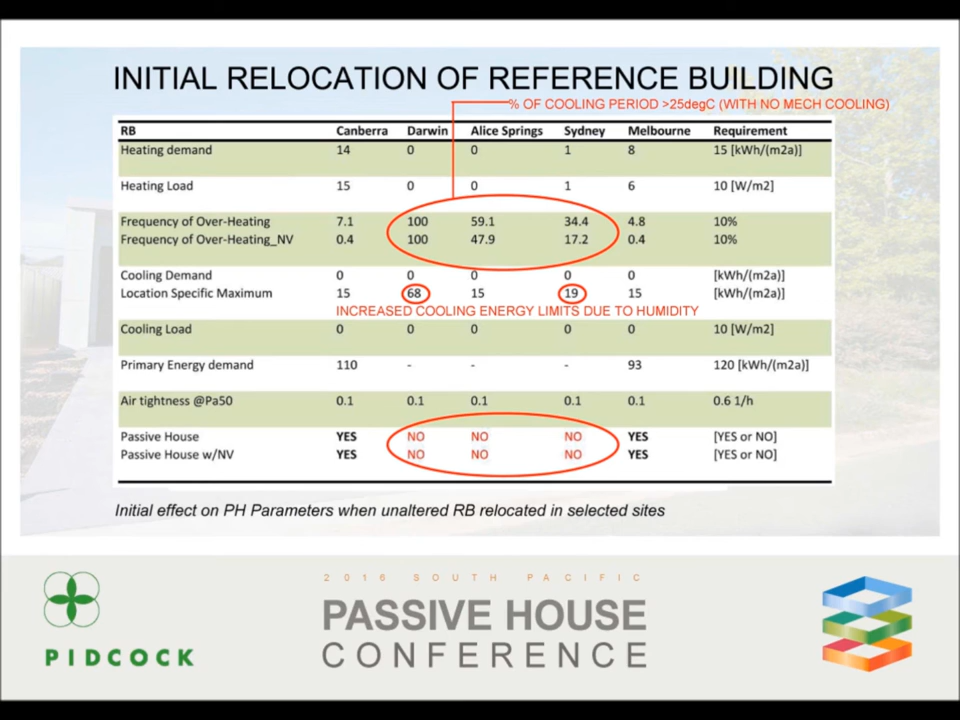 INITIAL RELOCATION OF REFERENCE BUILDING
% OF COOLING PERIOD >25degC (WITH NO MECH COOLING)
RB Canberra Darwin Alice Springs Sydney Melbourne Requirement
Heating demand 14 0 0 1 8 15 [kWh/(m2a)]
Heating Load 15 0 0 1 6 10 [W/m2]
Frequency of Over-Heating 7.1 100 59.1 34.4 4.8 10%
Frequency of Over-Heating_NV 0.4 100 47.9 17.2 0.4 10%
Cooling Demand 0 0 0 0 0 [kWh/(m2a)]
Location Specific Maximum 15 68 15 19 15 [kWh/(m2a)]
INCREASED COOLING ENERGY LIMITS DUE TO HUMIDITY
Cooling Load 0 0 0 0 0 10 [W/m2]
Primary Energy demand 110 - - - 93 120 [kWh/(m2a)]
Air tightness @Pa50 0.1 0.1 0.1 0.1 0.1 0.6 1/h
Passive House YES NO NO NO YES [YES or NO]
Passive House w/NV YES NO NO NO YES [YES or NO]
Initial effect on PH Parameters when unaltered RB relocated in selected sites
2016 SOUTH PACIFIC
PASSIVE HOUSE
CONFERENCE
PIDCOCK